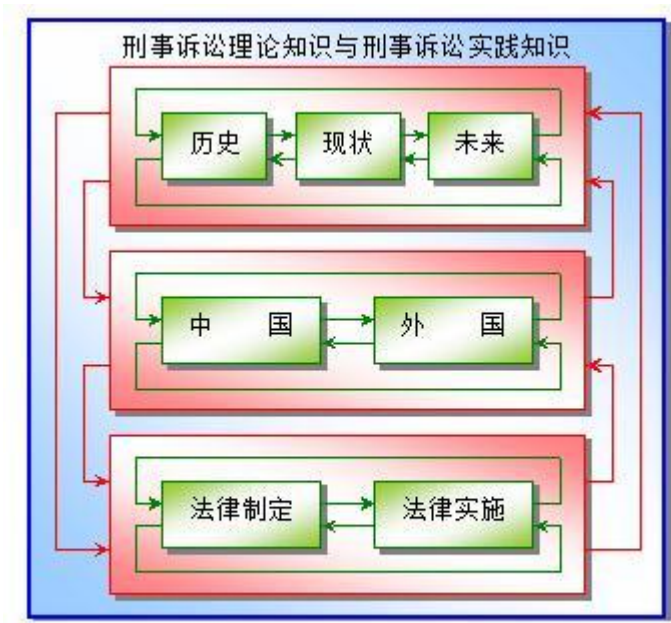 刑事诉讼理论知识与刑事诉讼实践知识
历史 现状 未来
中 国 外 国
法律制定 法律实施